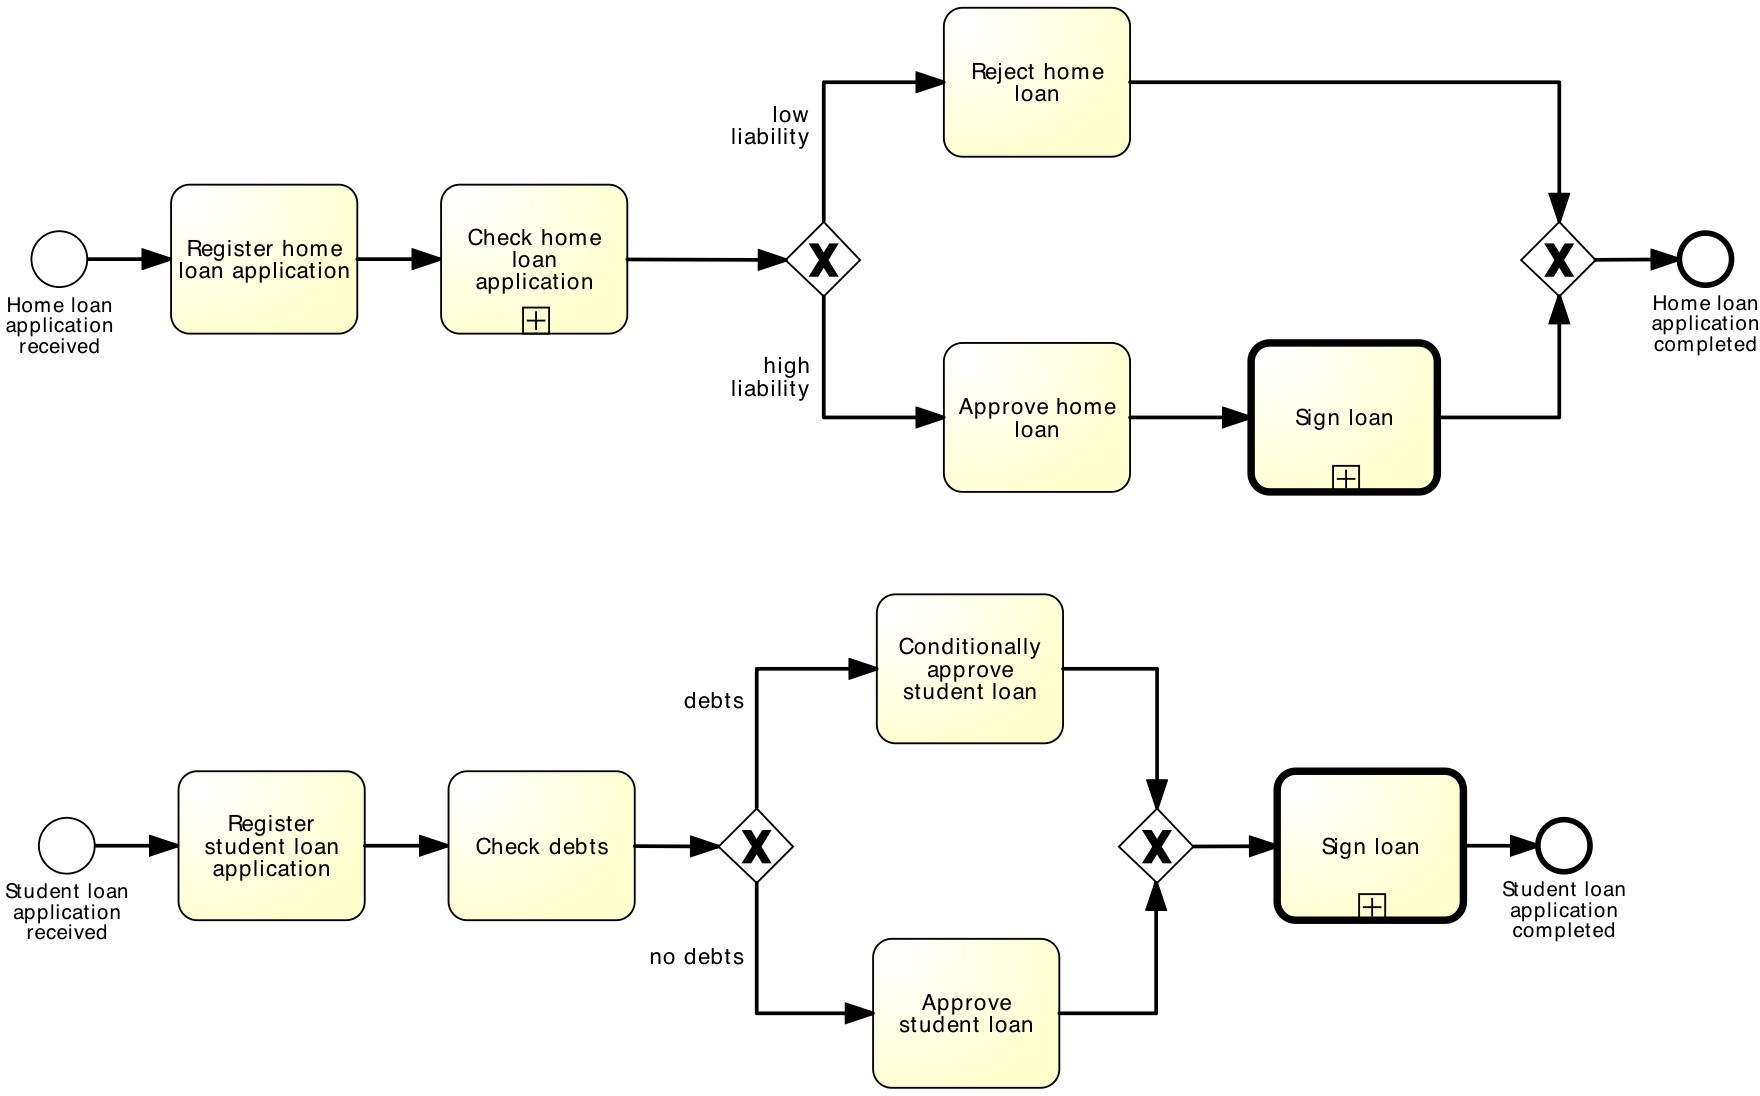 Home loan
application
received
Register home
loan application
Check home
loan
application
low
liability
high
liability
Reject home
loan
Approve home
loan
Sign loan
Home loan
application
completed
Student loan
application
received
Register
student loan
application
Check debts
debts
no debts
Conditionally
approve
student loan
Approve
student loan
Sign loan
Student loan
application
completed